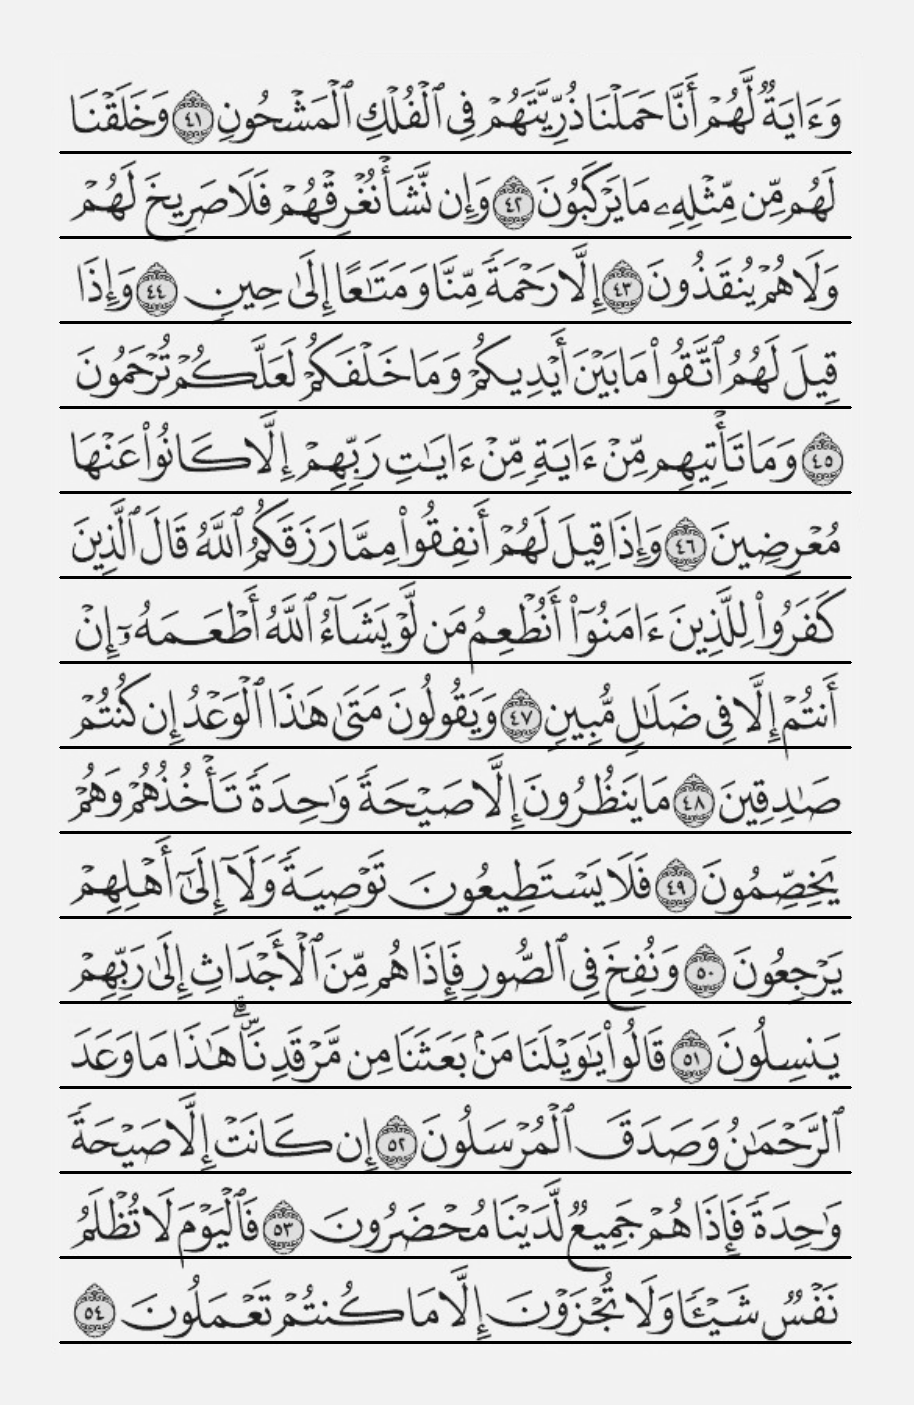 وَءَايَةٌ لَّهُمْ أَنَّا حَمَلْنَا ذُرِّيَّتَهُمْ فِى ٱلْفُلْكِ ٱلْمَشْحُونِ ٤١ وَخَلَقْنَا
لَهُم مِّن مِّثْلِهِۦ مَا يَرْكَبُونَ ٤٢ وَإِن نَّشَأْ نُغْرِقْهُمْ فَلَا صَرِيخَ لَهُمْ
وَلَا هُمْ يُنقَذُونَ ٤٣ إِلَّا رَحْمَةً مِّنَّا وَمَتَـٰعًا إِلَىٰ حِينٍ ٤٤ وَإِذَا
قِيلَ لَهُمُ ٱتَّقُوا۟ مَا بَيْنَ أَيْدِيكُمْ وَمَا خَلْفَكُمْ لَعَلَّكُمْ تُرْحَمُونَ
٤٥ وَمَا تَأْتِيهِم مِّنْ ءَايَةٍ مِّنْ ءَايَـٰتِ رَبِّهِمْ إِلَّا كَانُوا۟ عَنْهَا
مُعْرِضِينَ ٤٦ وَإِذَا قِيلَ لَهُمْ أَنفِقُوا۟ مِمَّا رَزَقَكُمُ ٱللَّهُ قَالَ ٱلَّذِينَ
كَفَرُوا۟ لِلَّذِينَ ءَامَنُوٓا۟ أَنُطْعِمُ مَن لَّوْ يَشَآءُ ٱللَّهُ أَطْعَمَهُۥٓ إِنْ
أَنتُمْ إِلَّا فِى ضَلَـٰلٍ مُّبِينٍ ٤٧ وَيَقُولُونَ مَتَىٰ هَـٰذَا ٱلْوَعْدُ إِن كُنتُمْ
صَـٰدِقِينَ ٤٨ مَا يَنظُرُونَ إِلَّا صَيْحَةً وَٰحِدَةً تَأْخُذُهُمْ وَهُمْ
يَخِصِّمُونَ ٤٩ فَلَا يَسْتَطِيعُونَ تَوْصِيَةً وَلَآ إِلَىٰٓ أَهْلِهِمْ
يَرْجِعُونَ ٥٠ وَنُفِخَ فِى ٱلصُّورِ فَإِذَا هُم مِّنَ ٱلْأَجْدَاثِ إِلَىٰ رَبِّهِمْ
يَنسِلُونَ ٥١ قَالُوا۟ يَـٰوَيْلَنَا مَنۢ بَعَثَنَا مِن مَّرْقَدِنَا ۜ ۗ هَـٰذَا مَا وَعَدَ
ٱلرَّحْمَـٰنُ وَصَدَقَ ٱلْمُرْسَلُونَ ٥٢ إِن كَانَتْ إِلَّا صَيْحَةً
وَٰحِدَةً فَإِذَا هُمْ جَمِيعٌ لَّدَيْنَا مُحْضَرُونَ ٥٣ فَٱلْيَوْمَ لَا تُظْلَمُ
نَفْسٌ شَيْـًٔا وَلَا تُجْزَوْنَ إِلَّا مَا كُنتُمْ تَعْمَلُونَ ٥٤